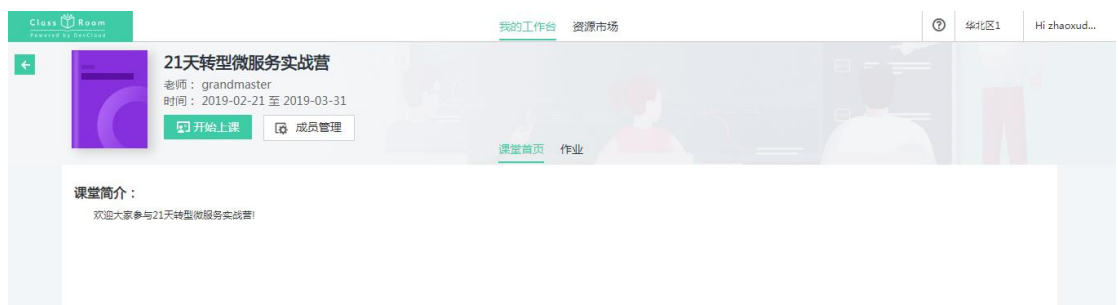 Class Room
Powered by DevCloud
我的工作台 资源市场
华北区1
Hi zhaoxud...
21天转型微服务实战营
老师： grandmaster
时间： 2019-02-21 至 2019-03-31
开始上课 成员管理
课堂首页 作业
课堂简介：
欢迎大家参与21天转型微服务实战营!